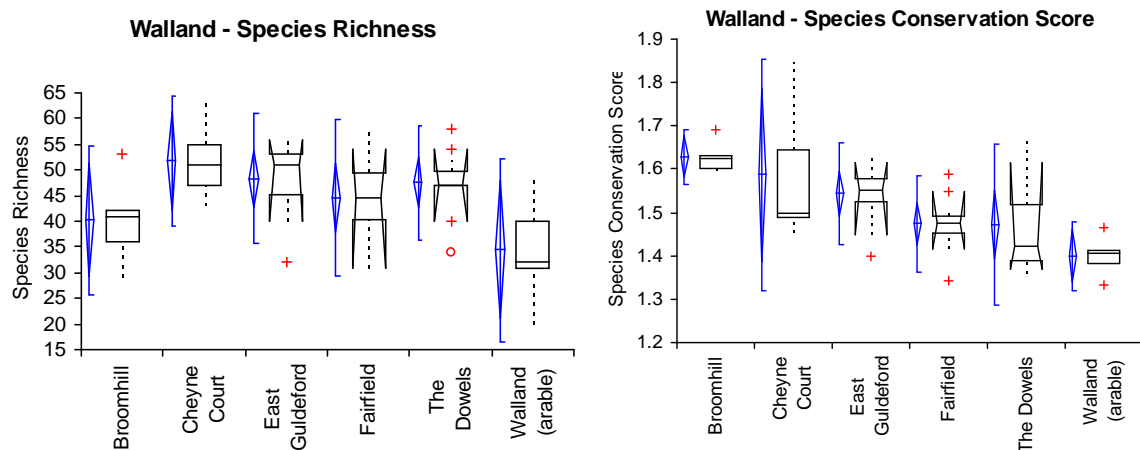 Walland - Species Richness
Species Richness
65
60
55
50
45
40
35
30
25
20
15
Broomhill
Cheyne
Court
East
Guldeford
Fairfield
The
Dowels
Walland
(arable)
Walland - Species Conservation Score
Species Conservation Score
1.9
1.8
1.7
1.6
1.5
1.4
1.3
1.2
Broomhill
Cheyne
Court
East
Guldeford
Fairfield
The Dowels
Walland
(arable)